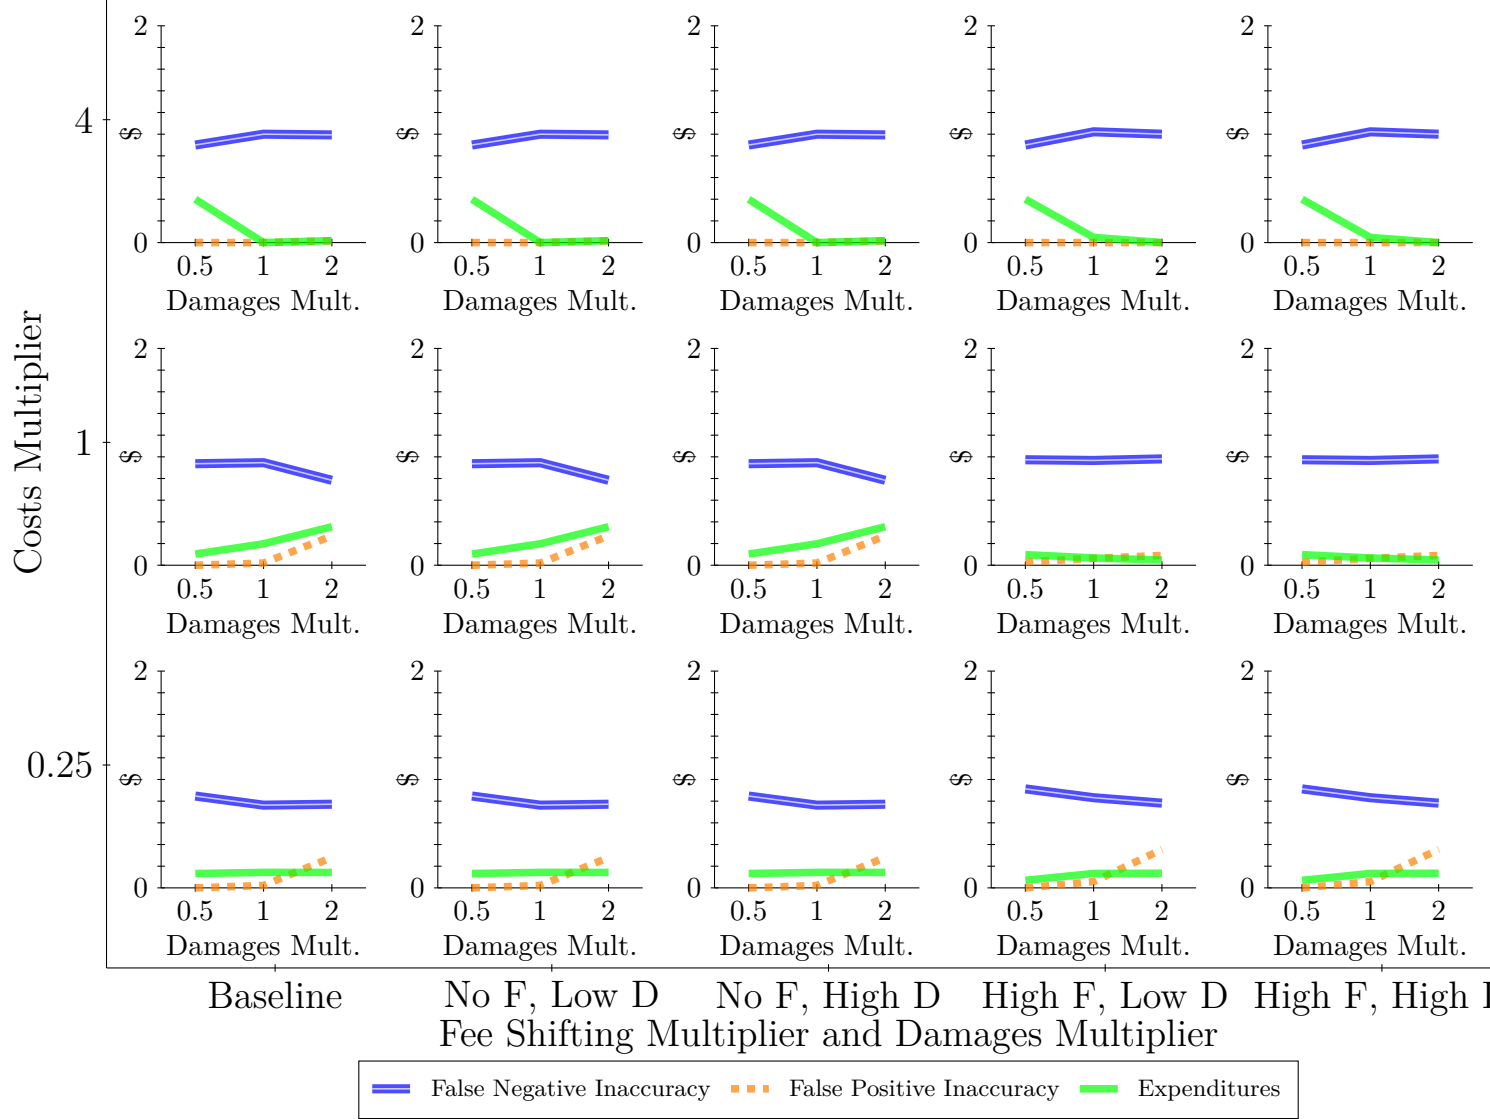 2
2
2
2
2
4
$
$
$
$
$
0
0
0
0
0
0.5 1 2
0.5 1 2
0.5 1 2
0.5 1 2
0.5 1 2
Damages Mult.
Damages Mult.
Damages Mult.
Damages Mult.
Damages Mult.
Costs Multiplier
2
2
2
2
2
1
$
$
$
$
$
0
0
0
0
0
0.5 1 2
0.5 1 2
0.5 1 2
0.5 1 2
0.5 1 2
Damages Mult.
Damages Mult.
Damages Mult.
Damages Mult.
Damages Mult.
2
2
2
2
2
0.25
$
$
$
$
$
0
0
0
0
0
0.5 1 2
0.5 1 2
0.5 1 2
0.5 1 2
0.5 1 2
Damages Mult.
Damages Mult.
Damages Mult.
Damages Mult.
Damages Mult.
Baseline
No F, Low D
No F, High D
High F, Low D
High F, High
Fee Shifting Multiplier and Damages Multiplier
False Negative Inaccuracy
False Positive Inaccuracy
Expenditures